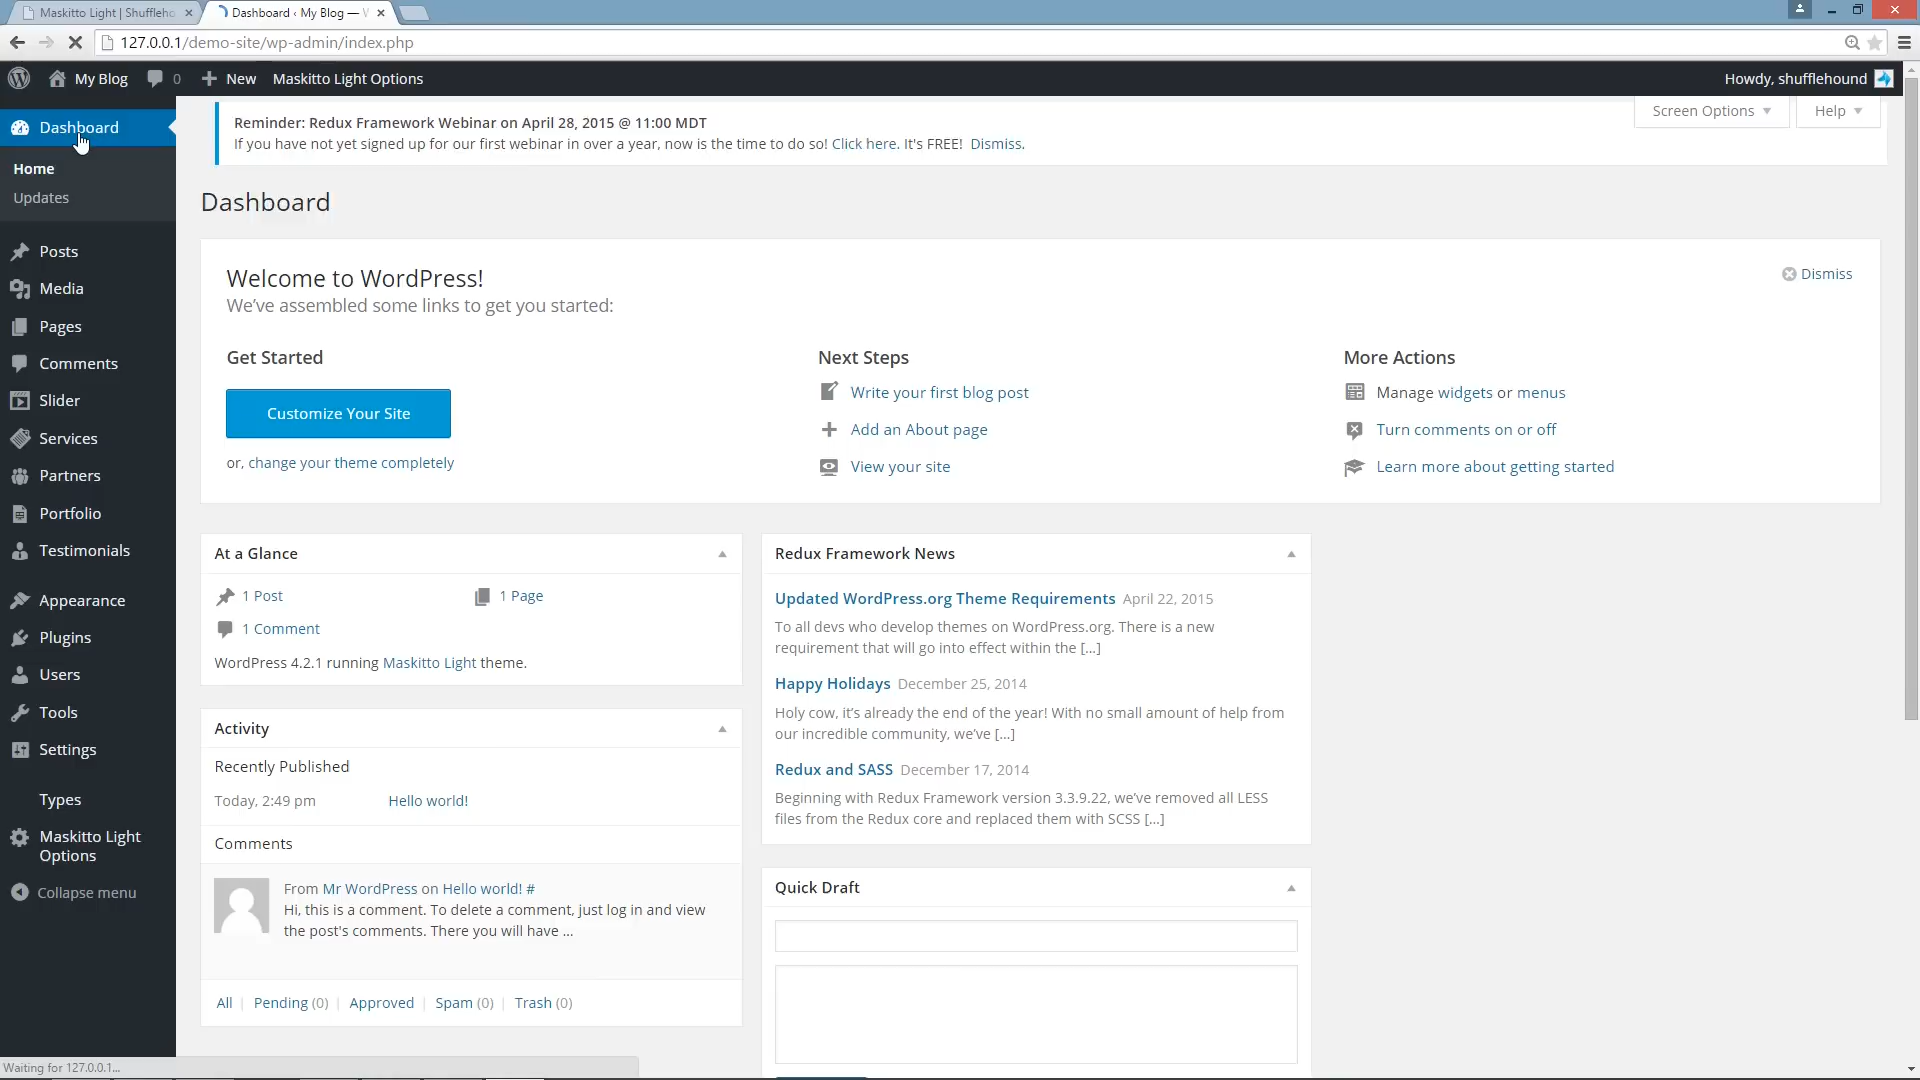 Maskitto Light | Shuffleho
Dashboard ‹ My Blog — W
127.0.0.1/demo-site/wp-admin/index.php
My Blog
0
New
Maskitto Light Options
Howdy, shufflehound
Dashboard
Home
Updates
Posts
Media
Pages
Comments
Slider
Services
Partners
Portfolio
Testimonials
Appearance
Plugins
Users
Tools
Settings
Types
Maskitto Light
Options
Collapse menu
Reminder: Redux Framework Webinar on April 28, 2015 @ 11:00 MDT
If you have not yet signed up for our first webinar in over a year, now is the time to do so! Click here. It's FREE! Dismiss.
Screen Options
Help
Dashboard
Welcome to WordPress!
We've assembled some links to get you started:
Dismiss
Get Started
Customize Your Site
or, change your theme completely
Next Steps
Write your first blog post
Add an About page
View your site
More Actions
Manage widgets or menus
Turn comments on or off
Learn more about getting started
At a Glance
1 Post
1 Page
1 Comment
WordPress 4.2.1 running Maskitto Light theme.
Activity
Recently Published
Today, 2:49 pm
Hello world!
Comments
From Mr WordPress on Hello world! #
Hi, this is a comment. To delete a comment, just log in and view
the post's comments. There you will have ...
All | Pending (0) | Approved | Spam (0) | Trash (0)
Redux Framework News
Updated WordPress.org Theme Requirements April 22, 2015
To all devs who develop themes on WordPress.org. There is a new
requirement that will go into effect within the [...]
Happy Holidays December 25, 2014
Holy cow, it's already the end of the year! With no small amount of help from
our incredible community, we've [...]
Redux and SASS December 17, 2014
Beginning with Redux Framework version 3.3.9.22, we've removed all LESS
files from the Redux core and replaced them with SCSS [...]
Quick Draft
Waiting for 127.0.0.1...